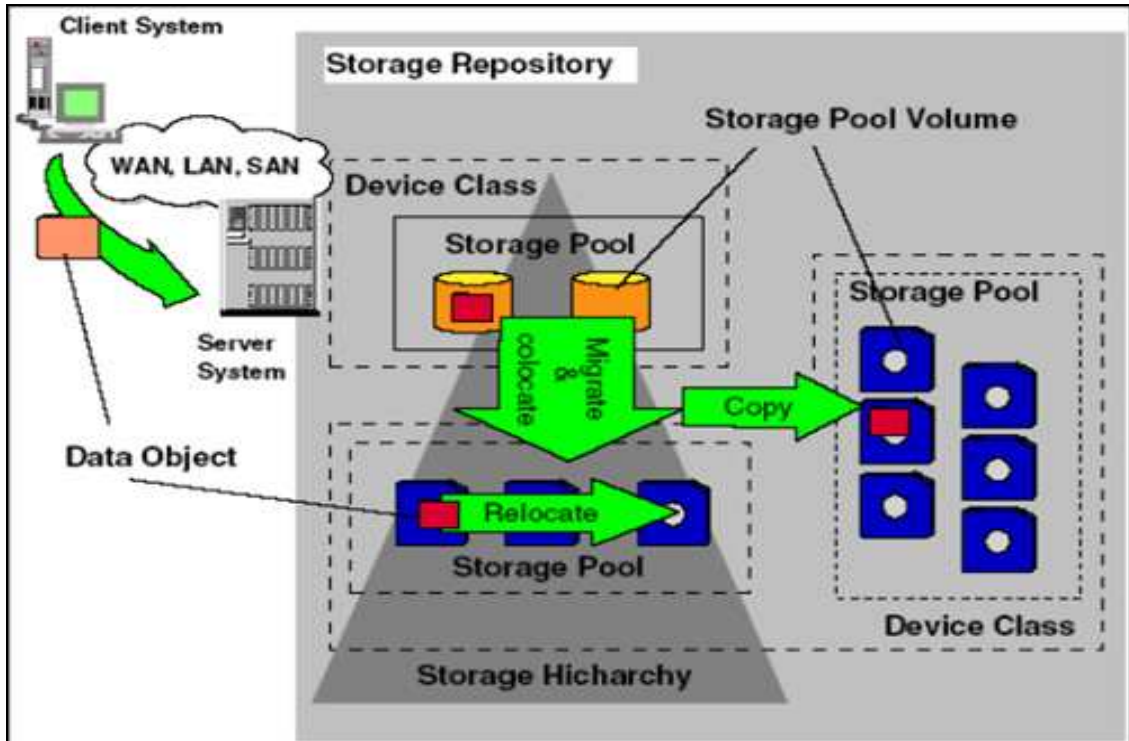 Client System
Storage Repository
Storage Pool Volume
WAN, LAN, SAN
Device Class
Storage Pool
Storage Pool
Server
System
Migrate
&
colocate
Copy
Data Object
Relocate
Storage Pool
Device Class
Storage Hicharchy